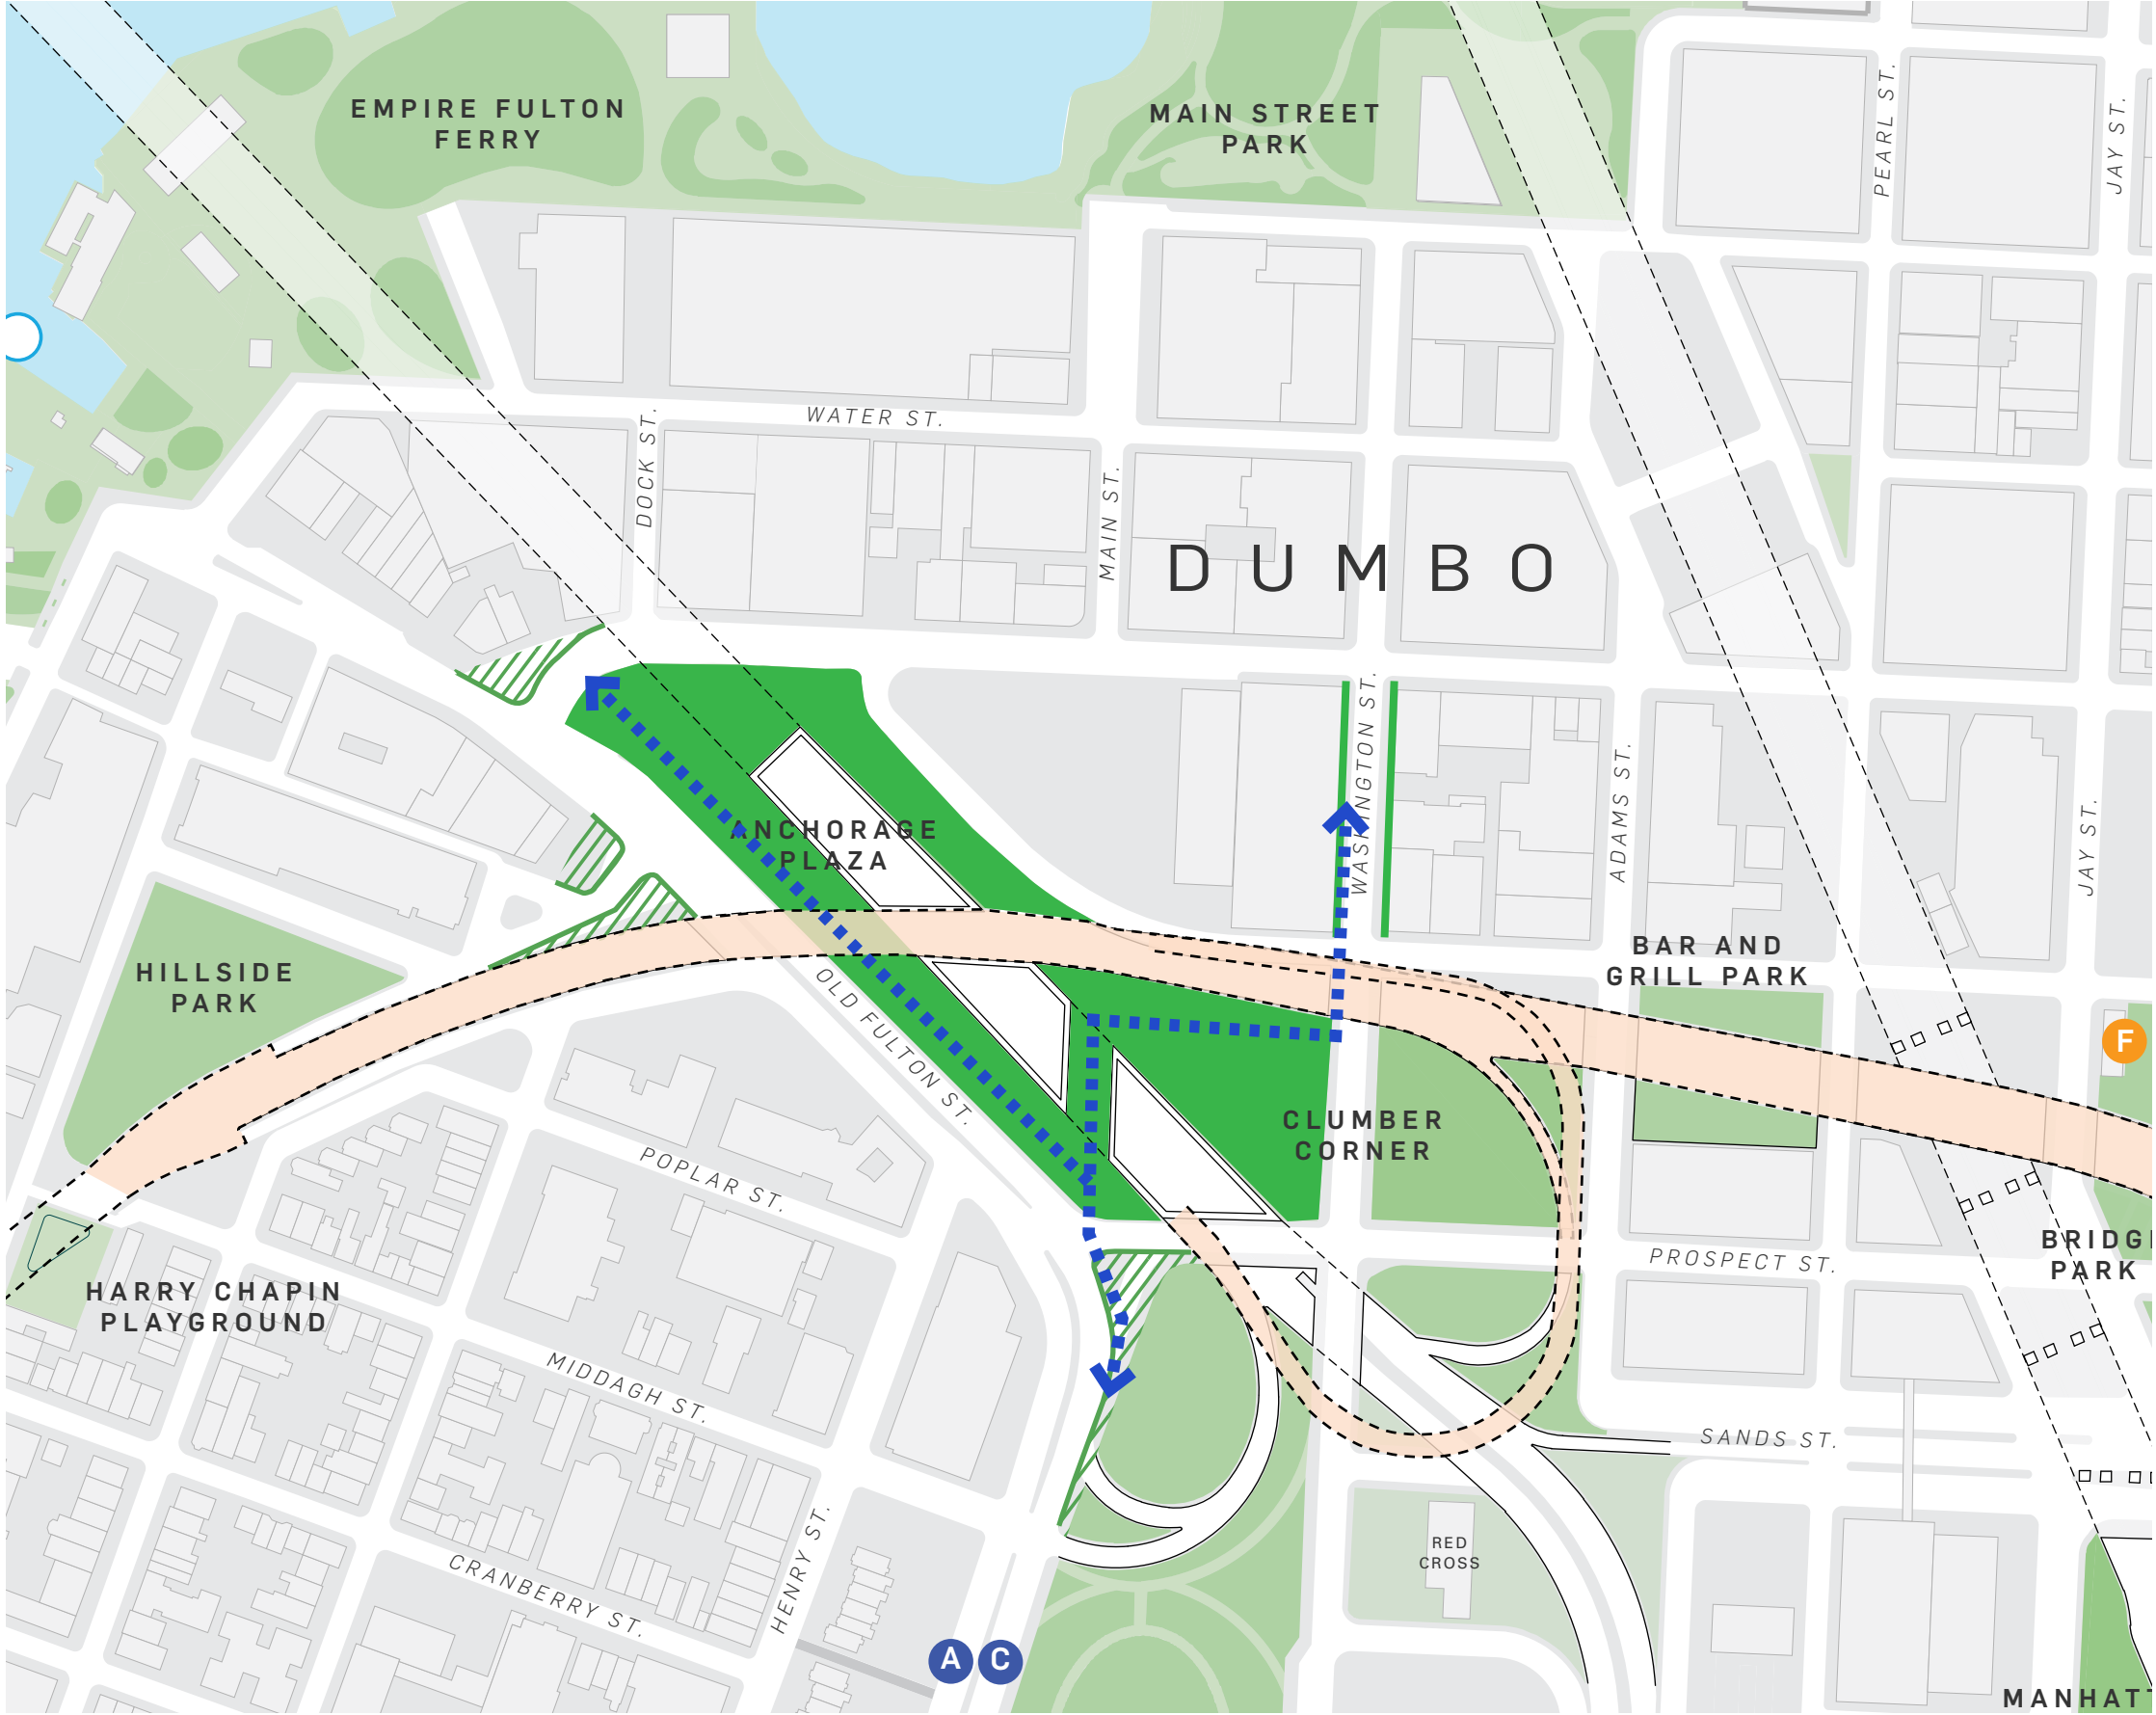 EMPIRE FULTON
FERRY
MAIN STREET
PARK
PEARL ST.
JAY ST.
WATER ST.
DOCK ST.
MAIN ST.
DUMBO
WASHINGTON ST.
ADAMS ST.
JAY ST.
ANCHORAGE
PLAZA
BAR AND
GRILL PARK
HILLSIDE
PARK
OLD FULTON ST.
F
CLUMBER
CORNER
POPLAR ST.
PROSPECT ST.
BRIDG
PARK
HARRY CHAPIN
PLAYGROUND
MIDDAGH ST.
SANDS ST.
HENRY ST.
RED
CROSS
CRANBERRY ST.
A C
MANHAT